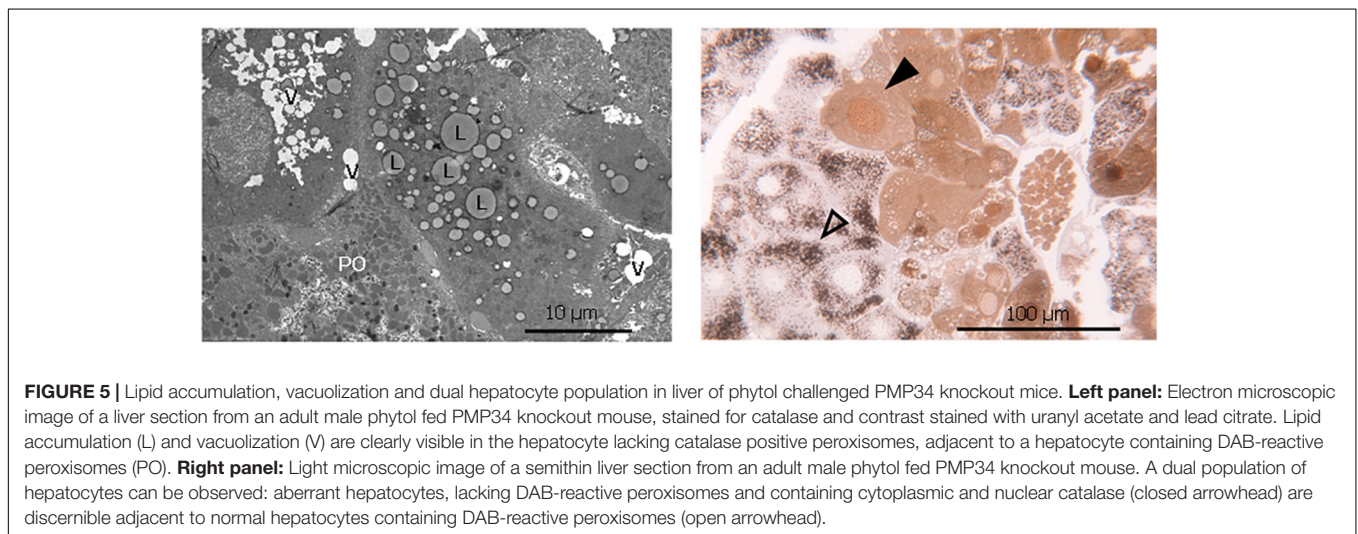 V
L
L
V
L
L
PO
V
10 µm
100 µm
FIGURE 5 | Lipid accumulation, vacuolization and dual hepatocyte population in liver of phytol challenged PMP34 knockout mice. Left panel: Electron microscopic
image of a liver section from an adult male phytol fed PMP34 knockout mouse, stained for catalase and contrast stained with uranyl acetate and lead citrate. Lipid
accumulation (L) and vacuolization (V) are clearly visible in the hepatocyte lacking catalase positive peroxisomes, adjacent to a hepatocyte containing DAB-reactive
peroxisomes (PO). Right panel: Light microscopic image of a semithin liver section from an adult male phytol fed PMP34 knockout mouse. A dual population of
hepatocytes can be observed: aberrant hepatocytes, lacking DAB-reactive peroxisomes and containing cytoplasmic and nuclear catalase (closed arrowhead) are
discernible adjacent to normal hepatocytes containing DAB-reactive peroxisomes (open arrowhead).